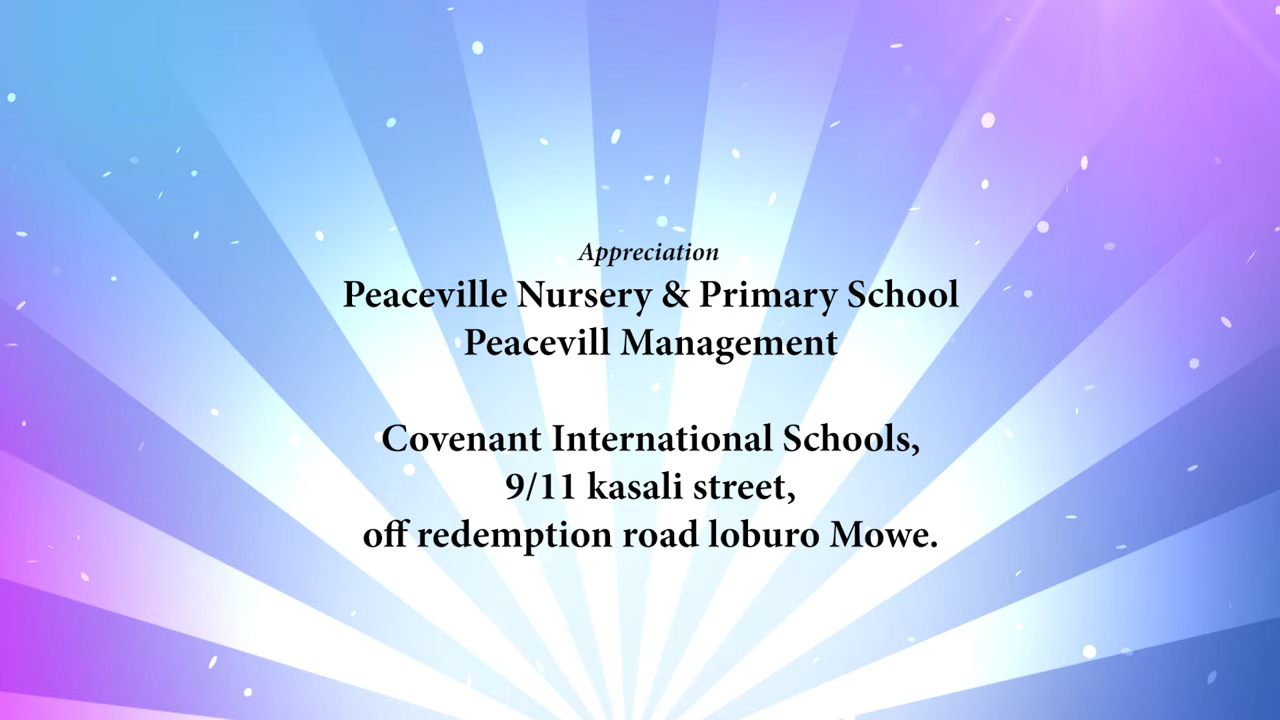 Appreciation
Peaceville Nursery & Primary School
Peacevill Management
Covenant International Schools,
9/11 kasali street,
off redemption road loburo Mowe.